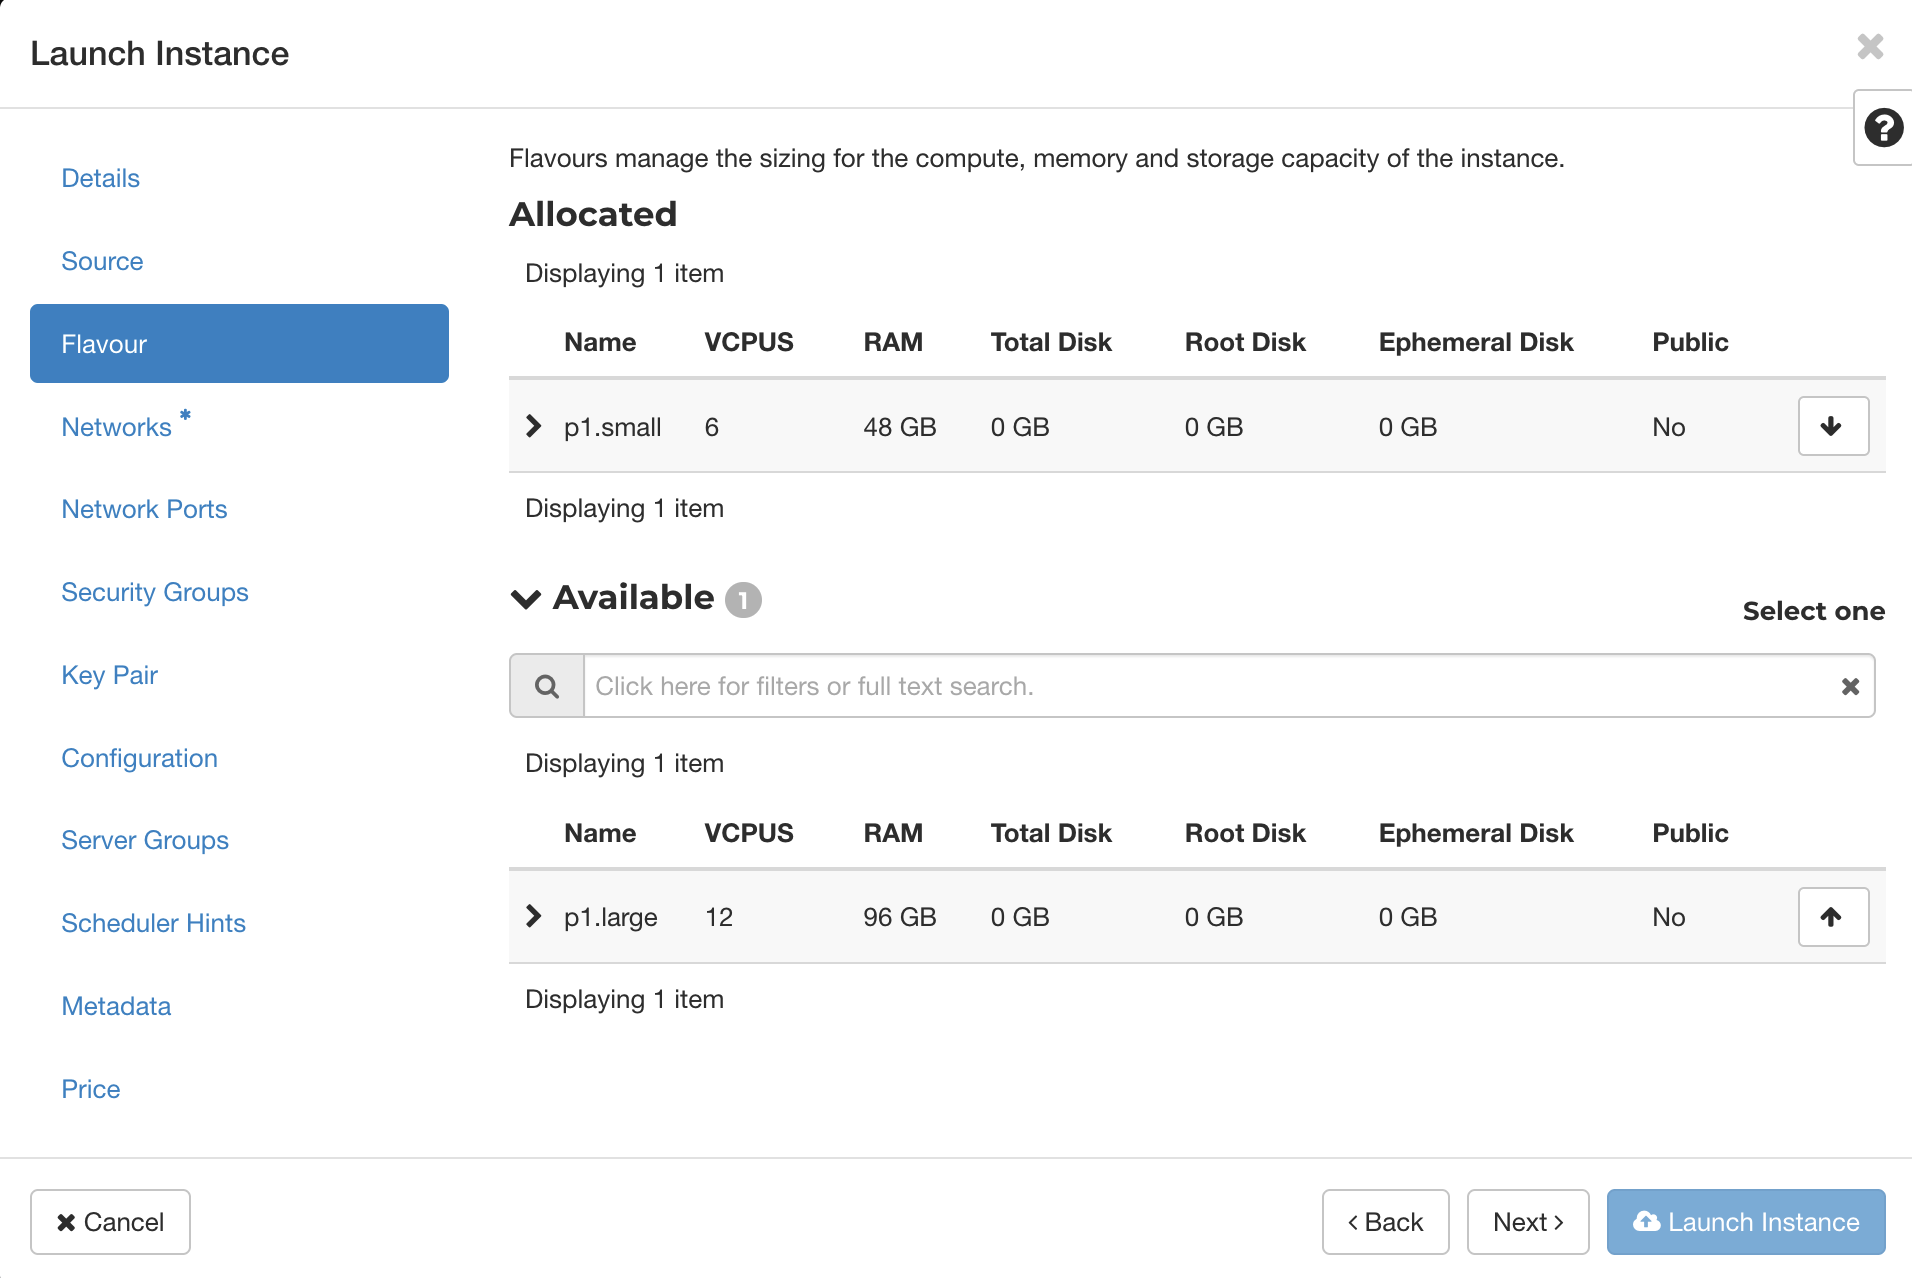 Launch Instance
Details
Source
Flavour
Networks *
Network Ports
Security Groups
Key Pair
Configuration
Server Groups
Scheduler Hints
Metadata
Price
Flavours manage the sizing for the compute, memory and storage capacity of the instance.
Allocated
Displaying 1 item
Name VCPUS RAM Total Disk Root Disk Ephemeral Disk Public
p1.small 6 48 GB 0 GB 0 GB 0 GB No
Displaying 1 item
Available 1
Select one
Click here for filters or full text search.
Displaying 1 item
Name VCPUS RAM Total Disk Root Disk Ephemeral Disk Public
p1.large 12 96 GB 0 GB 0 GB 0 GB No
Displaying 1 item
Cancel
‹ Back
Next ›
Launch Instance